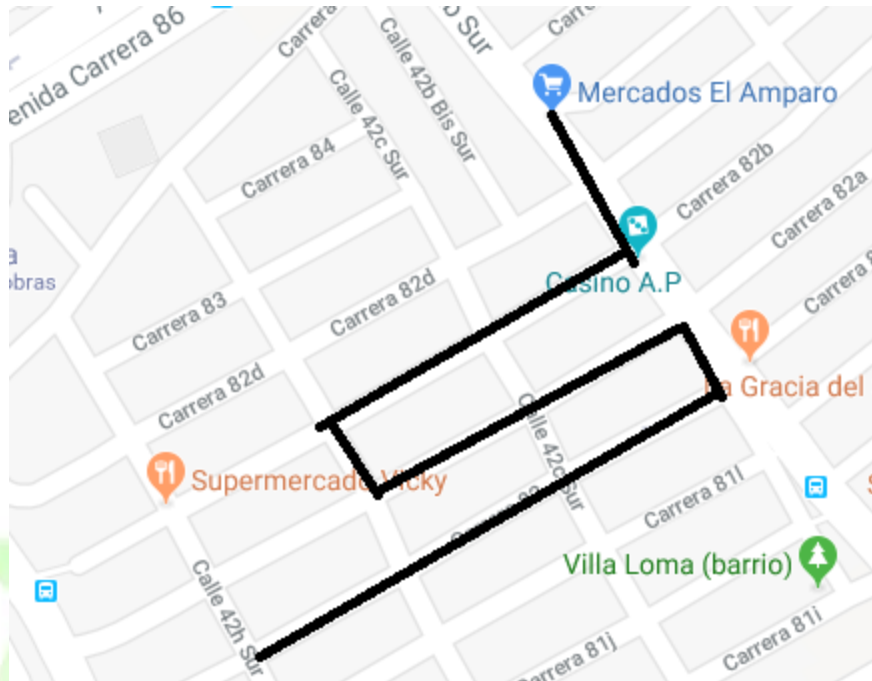 enida Carrera 86
Carrera
Calle 42b Bis Sur
Sur
Mercados El Amparo
Calle 42c Sur
Carrera 84
Carrera 82b
Carrera 82a
a
obras
Carrera 83
Carrera 82d
Casino A.P
Carrera 82d
Gracia del
Supermercado Vicky
Calle 42c Sur
Carrera 81l
Villa Loma (barrio)
Calle 42h Sur
Carrera 81j
Carrera 81i